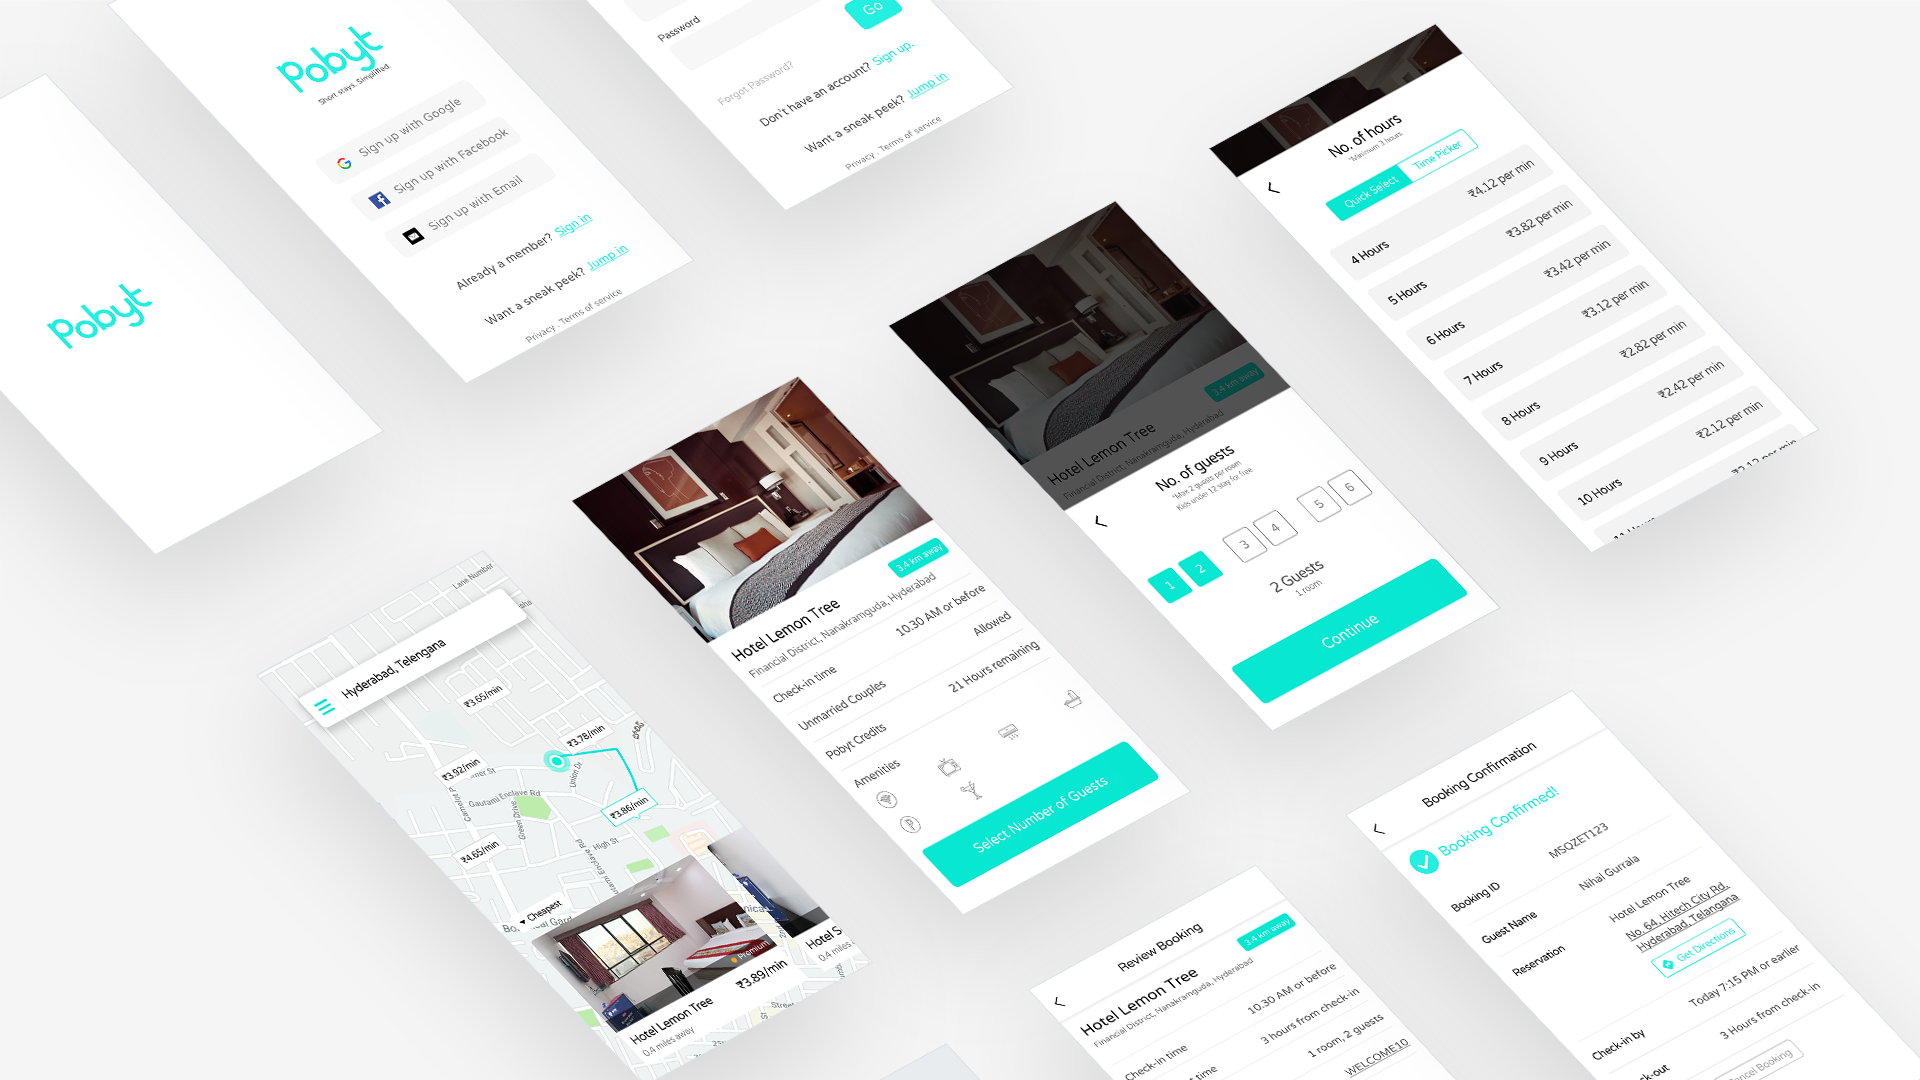 Pobyt
Pobyt
Short stays. Simplified.
Sign up with Google
Sign up with Facebook
Sign up with Email
Already a member? Sign in
Want a sneak peek? Jump in
Privacy . Terms of service
Password
Go
Forgot Password?
Don't have an account? Sign up.
Want a sneak peek? Jump in
Privacy . Terms of service
Lane Number
Hyderabad, Telengana
₹3.65/min
₹3.78/min
₹3.92/min
Union Dr
Gautami Enclave Rd
Green Drive
₹3.86/min
₹4.65/min
High St
Cheapest
Premium
Hotel Lemon Tree
₹3.89/min
0.4 miles away
Hotel S
0.4 miles
Street
3.4 km away
Hotel Lemon Tree
Financial District, Nanakramguda, Hyderabad
Check-in time
10.30 AM or before
Unmarried Couples
Allowed
Pobyt Credits
21 Hours remaining
Amenities
Select Number of Guests
3.4 km away
Hotel Lemon Tree
Financial District, Nanakramguda, Hyderabad
No. of guests
*Max 2 guests per room
Kids under 12 stay for free
1
2
3
4
5
6
2 Guests
1 room
Continue
No. of hours
*Minimum 3 hours
Quick Select
Time Picker
4 Hours
₹4.12 per min
5 Hours
₹3.82 per min
6 Hours
₹3.42 per min
7 Hours
₹3.12 per min
8 Hours
₹2.82 per min
9 Hours
₹2.42 per min
10 Hours
₹2.12 per min
Review Booking
3.4 km away
Hotel Lemon Tree
Financial District, Nanakramguda, Hyderabad
Check-in time
10.30 AM or before
3 hours from check-in
1 room, 2 guests
WELCOME10
Booking Confirmation
Booking Confirmed!
Booking ID
MSQZET123
Guest Name
Nihal Gurrala
Reservation
Hotel Lemon Tree
No. 64, Hitech City Rd,
Hyderabad, Telangana
Get Directions
Check-in by
Today 7:15 PM or earlier
3 Hours from check-in